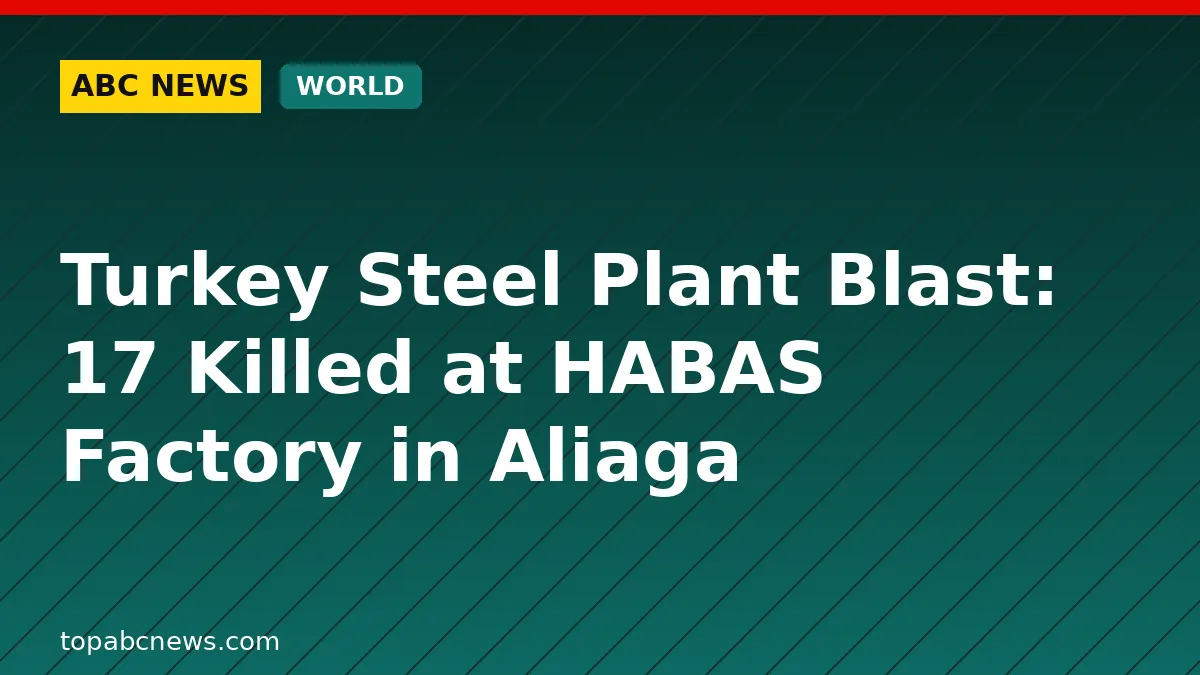 ABC NEWS
WORLD
Turkey Steel Plant Blast:
17 Killed at HABAS
Factory in Aliaga
topabcnews.com